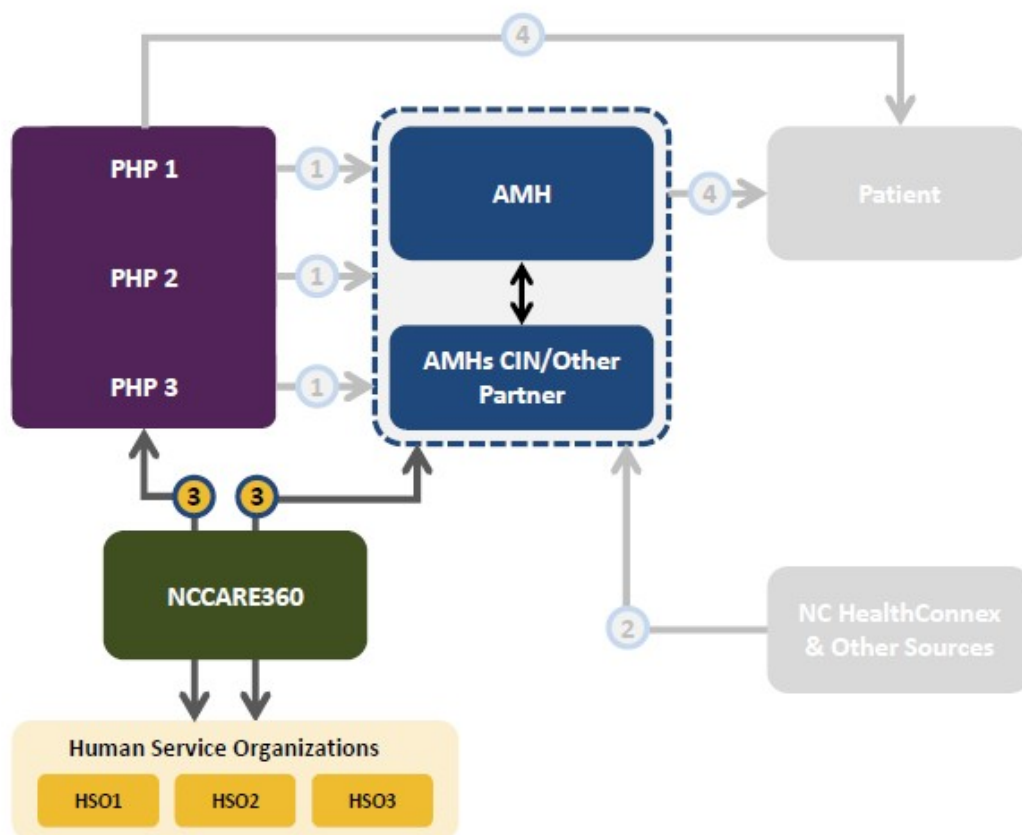 4
PHP 1
1
AMH
4
Patient
PHP 2
1
PHP 3
1
AMHs CIN/Other
Partner
3
3
NCCARE360
2
NC HealthConnex
& Other Sources
Human Service Organizations
HSO1
HSO2
HSO3